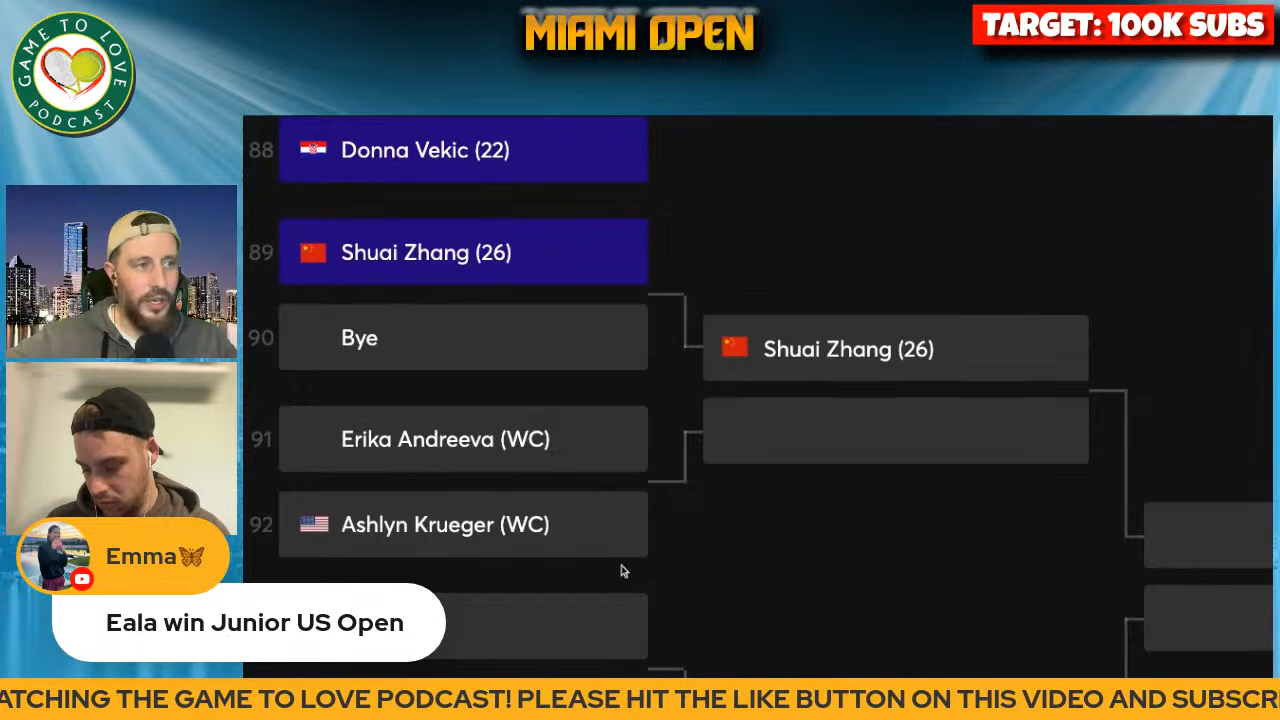 GAME TO LOVE
PODCAST
MIAMI OPEN
TARGET: 100K SUBS
88 Donna Vekic (22)
89 Shuai Zhang (26)
90 Bye
Shuai Zhang (26)
91 Erika Andreeva (WC)
92 Ashlyn Krueger (WC)
Emma🦋
Eala win Junior US Open
ATCHING THE GAME TO LOVE PODCAST! PLEASE HIT THE LIKE BUTTON ON THIS VIDEO AND SUBSCR